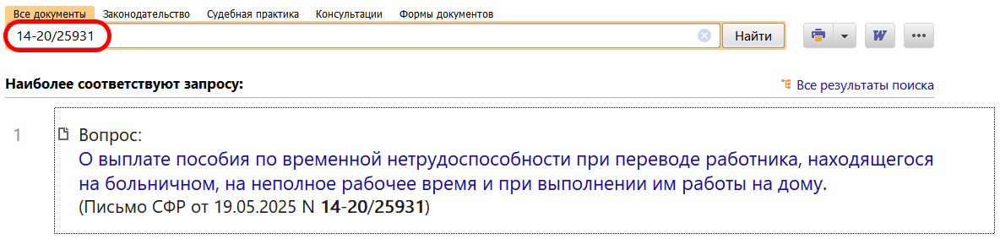 Все документы Законодательство Судебная практика Консультации Формы документов
14-20/25931 Найти W
Наиболее соответствуют запросу: Все результаты поиска
1 Вопрос:
О выплате пособия по временной нетрудоспособности при переводе работника, находящегося
на больничном, на неполное рабочее время и при выполнении им работы на дому.
(Письмо СФР от 19.05.2025 N 14-20/25931)